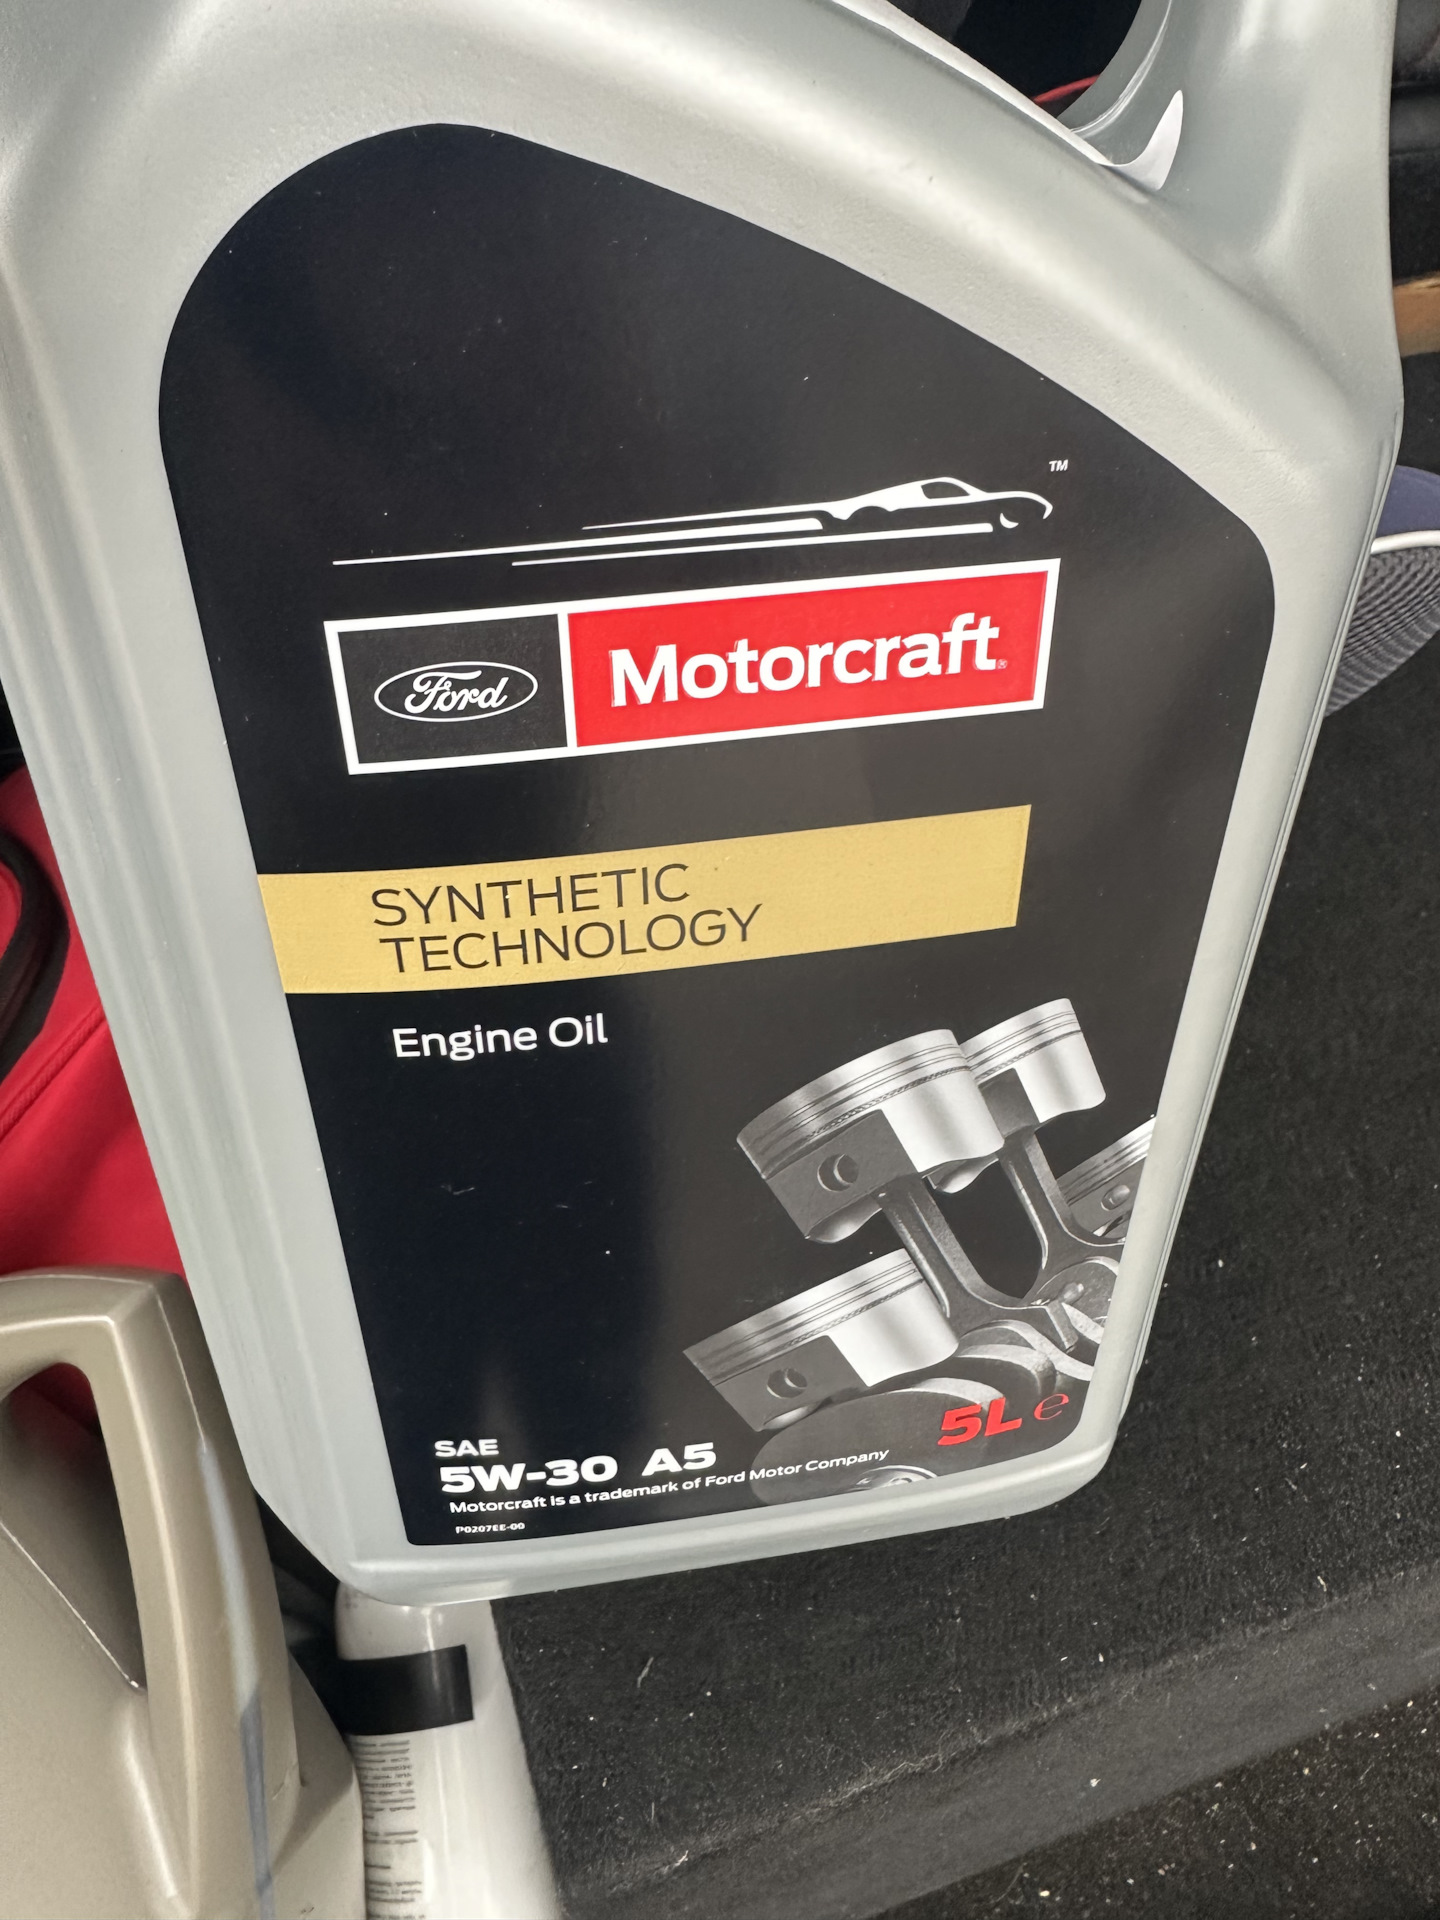 TM
Ford
Motorcraft®
SYNTHETIC
TECHNOLOGY
Engine Oil
5L e
SAE
5W-30 A5
Motorcraft is a trademark of Ford Motor Company
P0207EE-00